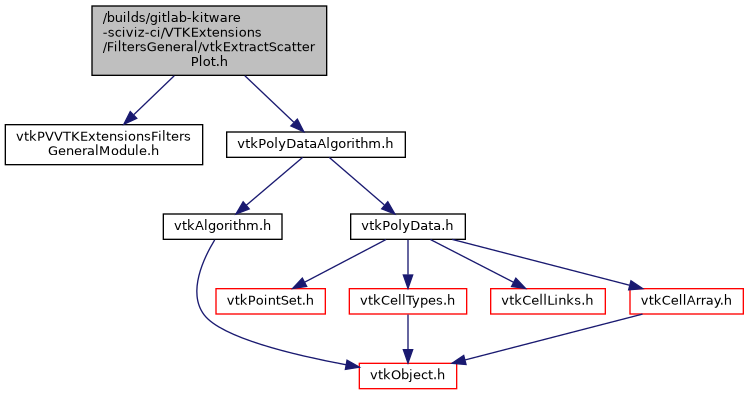 /builds/gitlab-kitware
-sciviz-ci/VTKExtensions
/FiltersGeneral/vtkExtractScatter
Plot.h
vtkPVVTKExtensionsFilters
GeneralModule.h
vtkPolyDataAlgorithm.h
vtkAlgorithm.h
vtkPolyData.h
vtkPointSet.h
vtkCellTypes.h
vtkCellLinks.h
vtkCellArray.h
vtkObject.h